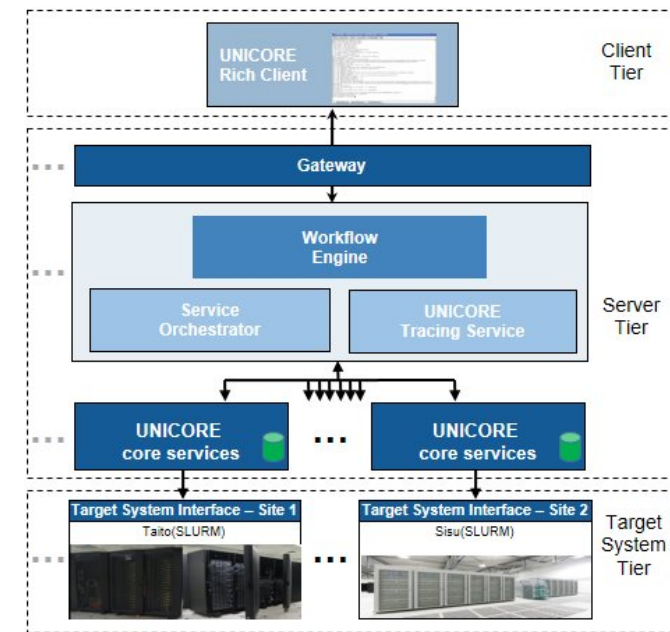 UNICORE
Rich Client
Client
Tier
Gateway
Workflow
Engine
Service
Orchestrator
UNICORE
Tracing Service
Server
Tier
UNICORE
core services
UNICORE
core services
Target System Interface – Site 1
Taito(SLURM)
Target System Interface – Site 2
Sisu(SLURM)
Target
System
Tier